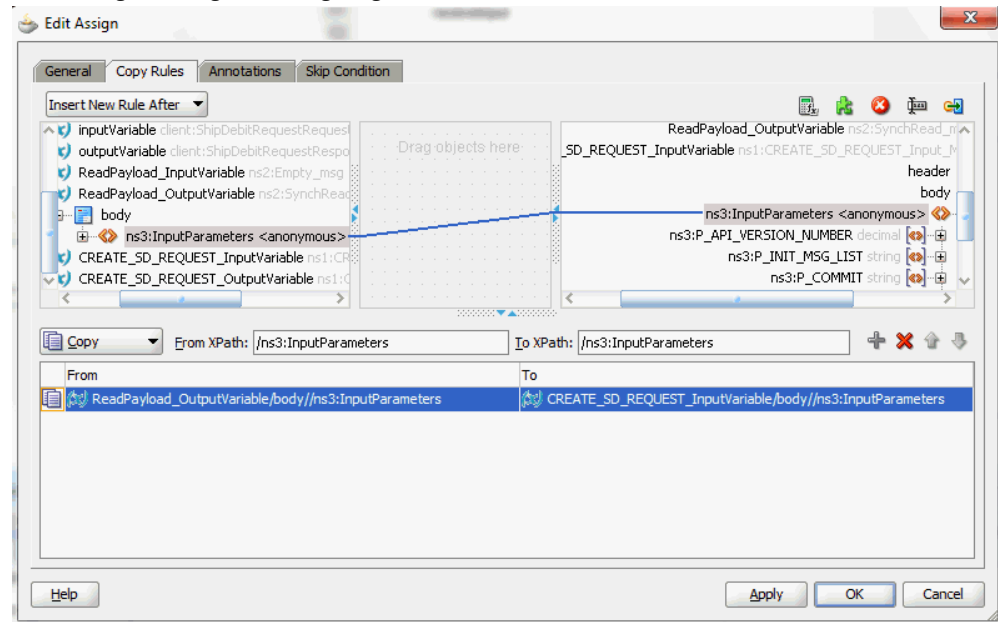 Edit Assign
General Copy Rules Annotations Skip Condition
Insert New Rule After
inputVariable client:ShipDebitRequestReques
outputVariable client:ShipDebitRequestRespo
ReadPayload_InputVariable ns2:Empty_msg
ReadPayload_OutputVariable ns2:SynchRead
body
ns3:InputParameters <anonymous>
CREATE_SD_REQUEST_InputVariable ns1:CR
CREATE_SD_REQUEST_OutputVariable ns1:C
Drag objects here
ReadPayload_OutputVariable ns2:SynchRead_m
_SD_REQUEST_InputVariable ns1:CREATE_SD_REQUEST_Input_M
header
body
ns3:InputParameters <anonymous>
ns3:P_API_VERSION_NUMBER decimal
ns3:P_INIT_MSG_LIST string
ns3:P_COMMIT string
Copy From XPath: /ns3:InputParameters To XPath: /ns3:InputParameters
From To
ReadPayload_OutputVariable/body//ns3:InputParameters CREATE_SD_REQUEST_InputVariable/body//ns3:InputParameters
Help Apply OK Cancel